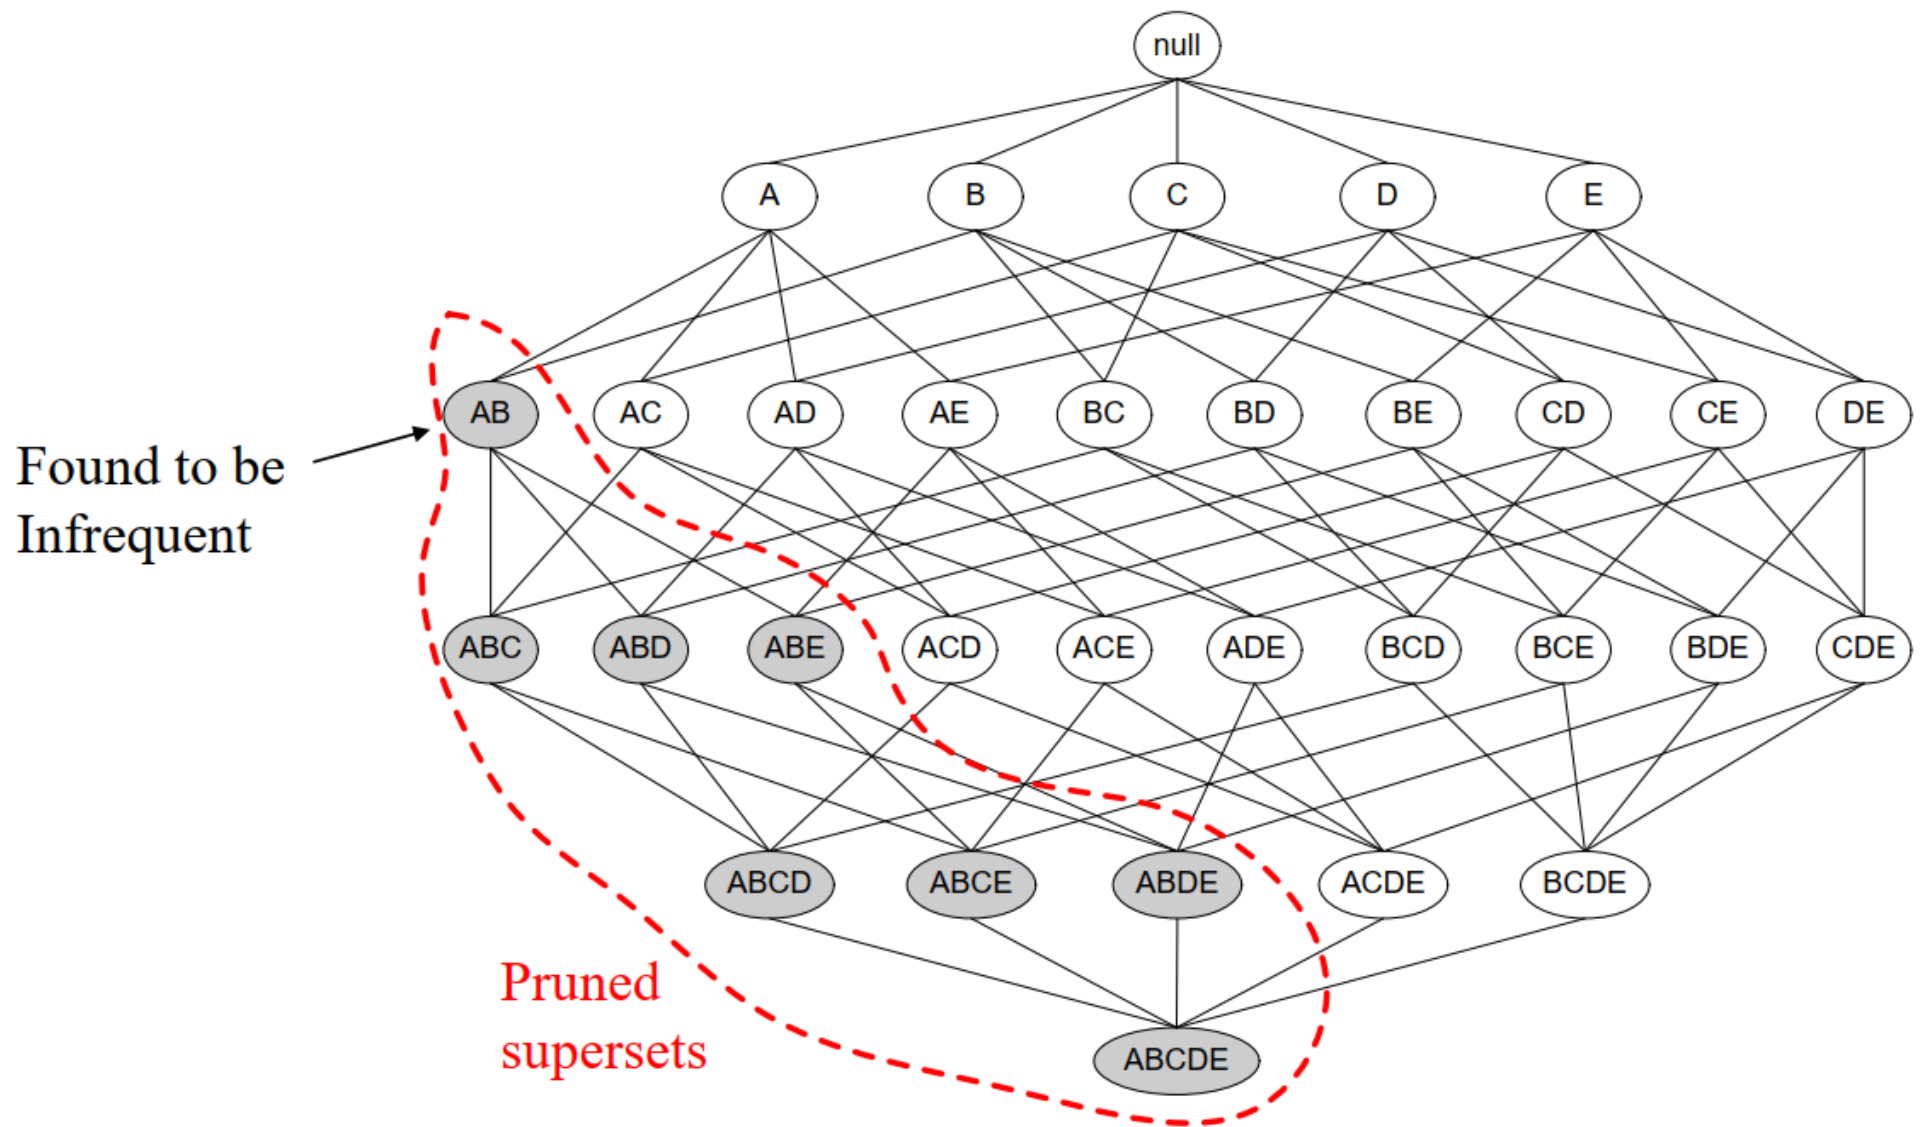 null
A B C D E
AB AC AD AE BC BD BE CD CE DE
Found to be
Infrequent
ABC ABD ABE ACD ACE ADE BCD BCE BDE CDE
ABCD ABCE ABDE ACDE BCDE
Pruned
supersets
ABCDE